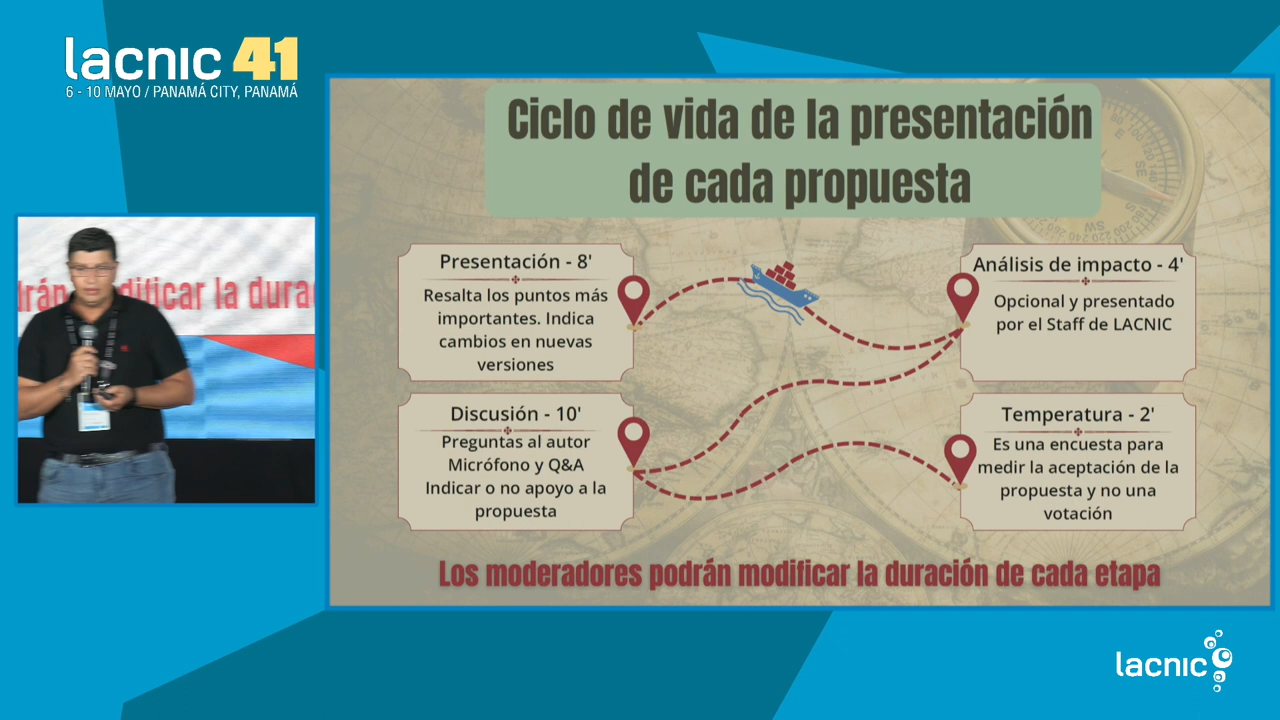 lacnic 41
6 - 10 MAYO / PANAMÁ CITY, PANAMÁ
Ciclo de vida de la presentación
de cada propuesta
Presentación - 8'
Resalta los puntos más
importantes. Indica
cambios en nuevas
versiones
Análisis de impacto - 4'
Opcional y presentado
por el Staff de LACNIC
Discusión - 10'
Preguntas al autor
Micrófono y Q&A
Indicar o no apoyo a la
propuesta
Temperatura - 2'
Es una encuesta para
medir la aceptación de la
propuesta y no una
votación
Los moderadores podrán modificar la duración de cada etapa
lacnic